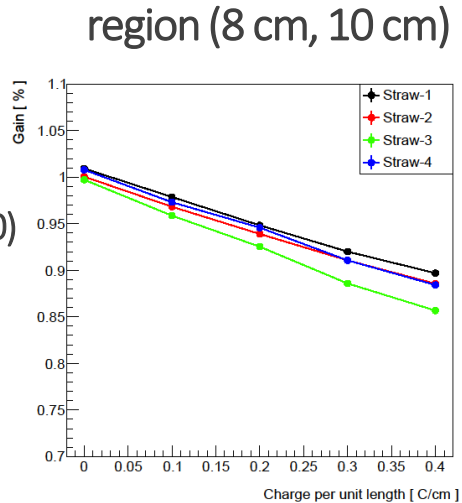 region (8 cm, 10 cm)
Gain [ % ]
1.1
1.05
1
0.95
0.9
0.85
0.8
0.75
0.7
Straw-1
Straw-2
Straw-3
Straw-4
0)
0 0.05 0.1 0.15 0.2 0.25 0.3 0.35 0.4
Charge per unit length [ C/cm ]